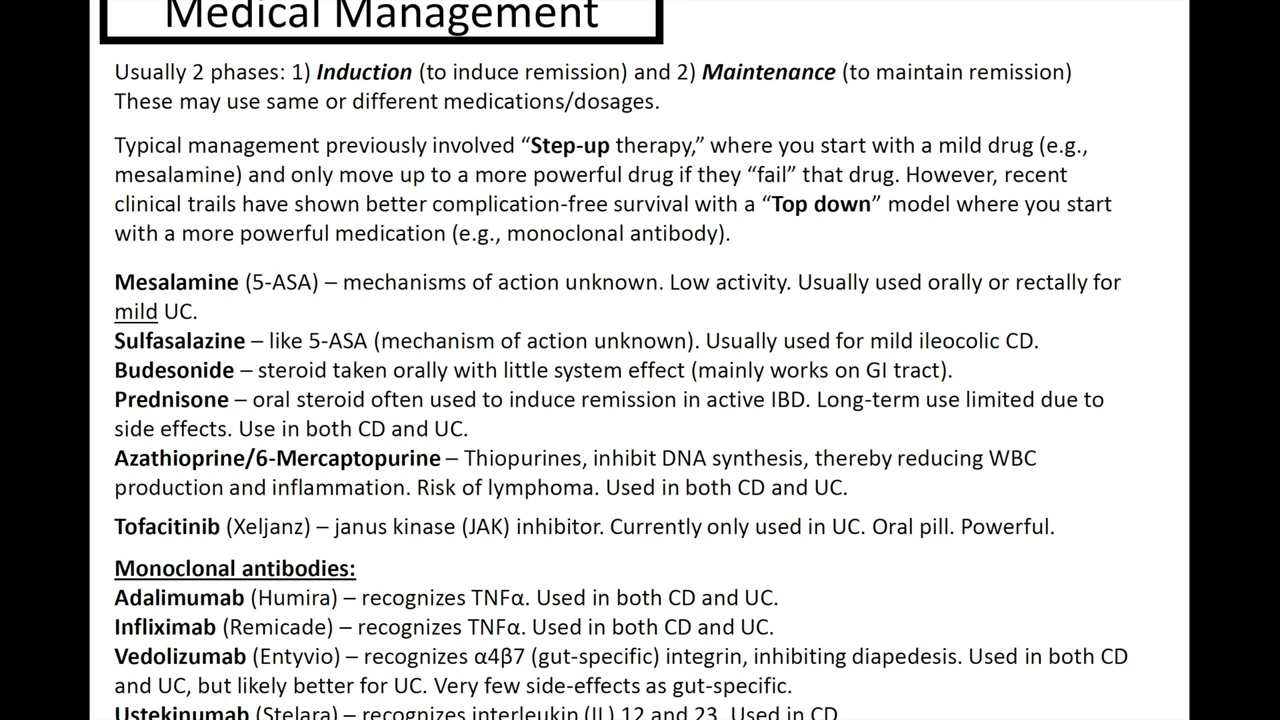 Medical Management
Usually 2 phases: 1) Induction (to induce remission) and 2) Maintenance (to maintain remission)
These may use same or different medications/dosages.
Typical management previously involved “Step-up therapy,” where you start with a mild drug (e.g.,
mesalamine) and only move up to a more powerful drug if they “fail” that drug. However, recent
clinical trails have shown better complication-free survival with a “Top down” model where you start
with a more powerful medication (e.g., monoclonal antibody).
Mesalamine (5-ASA) – mechanisms of action unknown. Low activity. Usually used orally or rectally for
mild UC.
Sulfasalazine – like 5-ASA (mechanism of action unknown). Usually used for mild ileocolic CD.
Budesonide – steroid taken orally with little system effect (mainly works on GI tract).
Prednisone – oral steroid often used to induce remission in active IBD. Long-term use limited due to
side effects. Use in both CD and UC.
Azathioprine/6-Mercaptopurine – Thiopurines, inhibit DNA synthesis, thereby reducing WBC
production and inflammation. Risk of lymphoma. Used in both CD and UC.
Tofacitinib (Xeljanz) – janus kinase (JAK) inhibitor. Currently only used in UC. Oral pill. Powerful.
Monoclonal antibodies:
Adalimumab (Humira) – recognizes TNFα. Used in both CD and UC.
Infliximab (Remicade) – recognizes TNFα. Used in both CD and UC.
Vedolizumab (Entyvio) – recognizes α4β7 (gut-specific) integrin, inhibiting diapedesis. Used in both CD
and UC, but likely better for UC. Very few side-effects as gut-specific.
Ustekinumab (Stelara) – recognizes interleukin (IL) 12 and 23. Used in CD